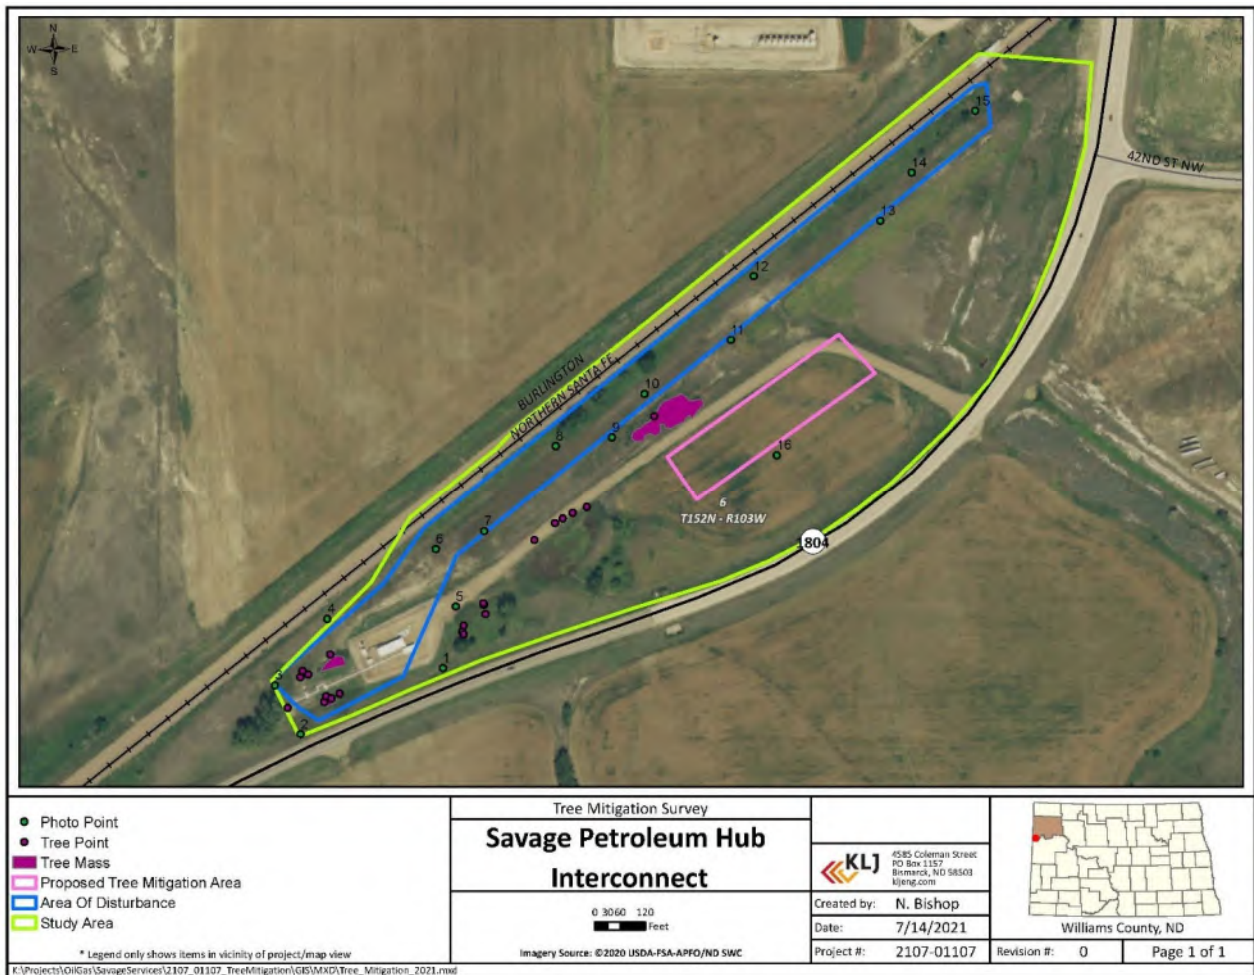 N
W E
S
15
42ND ST NW
14
13
12
11
BURLINGTON
NORTHERN SANTA FE
10
9
8
16
6
T152N - R103W
7
1804
6
5
4
1
3
2
Photo Point
Tree Point
Tree Mass
Proposed Tree Mitigation Area
Area Of Disturbance
Study Area
* Legend only shows items in vicinity of project/map view
Tree Mitigation Survey
Savage Petroleum Hub
Interconnect
0 3060 120
Feet
Imagery Source: ©2020 USDA-FSA-APFO/ND SWC
KLJ
4585 Coleman Street
PO Box 1157
Bismarck, ND 58503
kljeng.com
Created by: N. Bishop
Date: 7/14/2021
Project #: 2107-01107
Williams County, ND
Revision #: 0
Page 1 of 1
K:\Projects\OilGas\SavageServices\2107_01107_TreeMitigation\GIS\MXD\Tree_Mitigation_2021.mxd